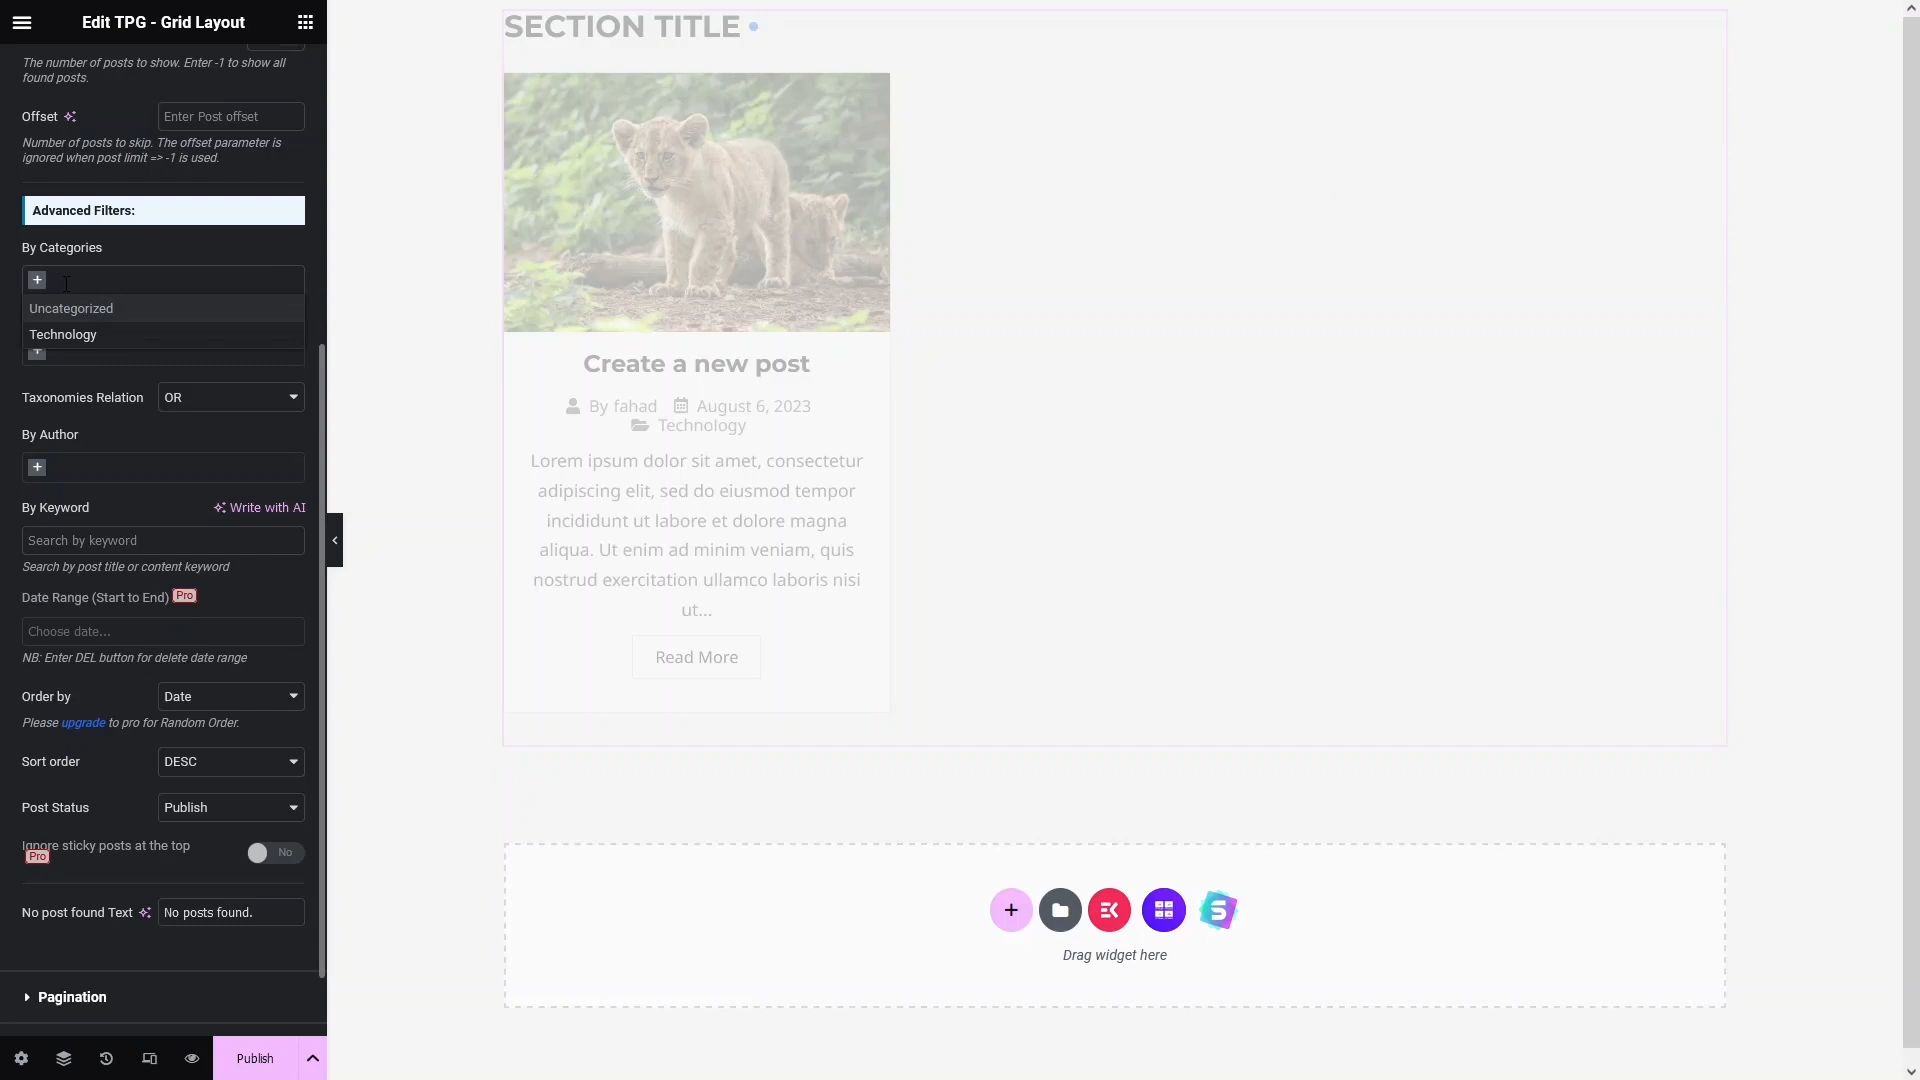 Edit TPG - Grid Layout
The number of posts to show. Enter -1 to show all
found posts.
Offset
Enter Post offset
Number of posts to skip. The offset parameter is
ignored when post limit => -1 is used.
Advanced Filters:
By Categories
+
Uncategorized
Technology
+
Taxonomies Relation
OR
By Author
+
By Keyword
Write with AI
Search by keyword
Search by post title or content keyword
Date Range (Start to End) Pro
Choose date...
NB: Enter DEL button for delete date range
Order by
Date
Please upgrade to pro for Random Order.
Sort order
DESC
Post Status
Publish
Ignore sticky posts at the top
Pro
No
No post found Text
No posts found.
Pagination
Publish
SECTION TITLE
Create a new post
By fahad August 6, 2023
Technology
Lorem ipsum dolor sit amet, consectetur
adipiscing elit, sed do eiusmod tempor
incididunt ut labore et dolore magna
aliqua. Ut enim ad minim veniam, quis
nostrud exercitation ullamco laboris nisi
ut...
Read More
Drag widget here